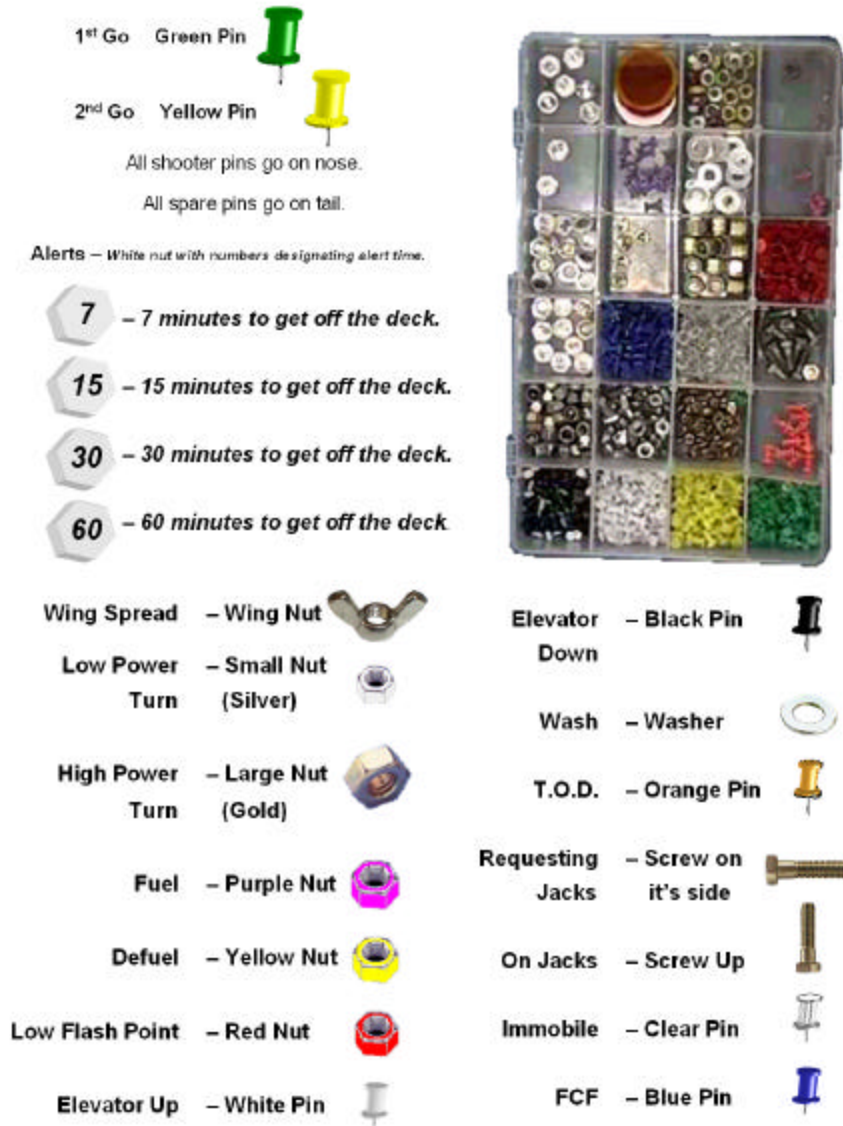 1st Go Green Pin
2nd Go Yellow Pin
All shooter pins go on nose.
All spare pins go on tail.
Alerts – White nut with numbers designating alert time.
7 – 7 minutes to get off the deck.
15 – 15 minutes to get off the deck.
30 – 30 minutes to get off the deck.
60 – 60 minutes to get off the deck.
Wing Spread – Wing Nut
Low Power – Small Nut
Turn (Silver)
High Power – Large Nut
Turn (Gold)
Fuel – Purple Nut
Defuel – Yellow Nut
Low Flash Point – Red Nut
Elevator Up – White Pin
Elevator – Black Pin
Down
Wash – Washer
T.O.D. – Orange Pin
Requesting – Screw on
Jacks it's side
On Jacks – Screw Up
Immobile – Clear Pin
FCF – Blue Pin